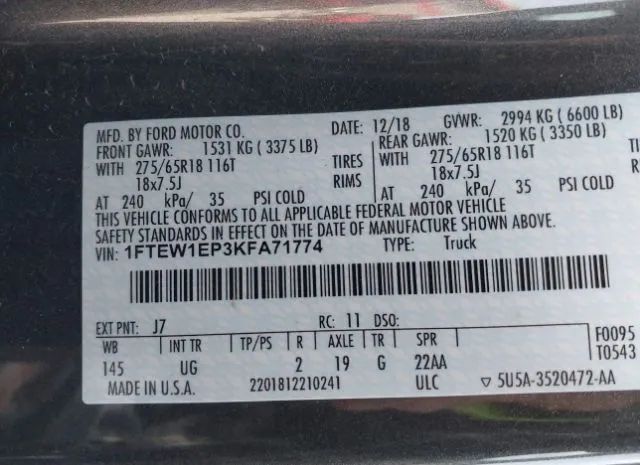 MFD. BY FORD MOTOR CO. DATE: 12/18 GVWR: 2994 KG ( 6600 LB)
FRONT GAWR: 1531 KG ( 3375 LB) REAR GAWR: 1520 KG ( 3350 LB)
WITH 275/65R18 116T TIRES WITH 275/65R18 116T
18x7.5J RIMS 18x7.5J
AT 240 kPa/ 35 PSI COLD AT 240 kPa/ 35 PSI COLD
THIS VEHICLE CONFORMS TO ALL APPLICABLE FEDERAL MOTOR VEHICLE
SAFETY STANDARDS IN EFFECT ON THE DATE OF MANUFACTURE SHOWN ABOVE.
VIN: 1FTEW1EP3KFA71774 TYPE: Truck
EXT PNT: J7 RC: 11 DSO:
WB INT TR TP/PS R AXLE TR SPR F0095
145 UG 2 19 G 22AA T0543
MADE IN U.S.A. 2201812210241 ULC ▽ 5U5A-3520472-AA